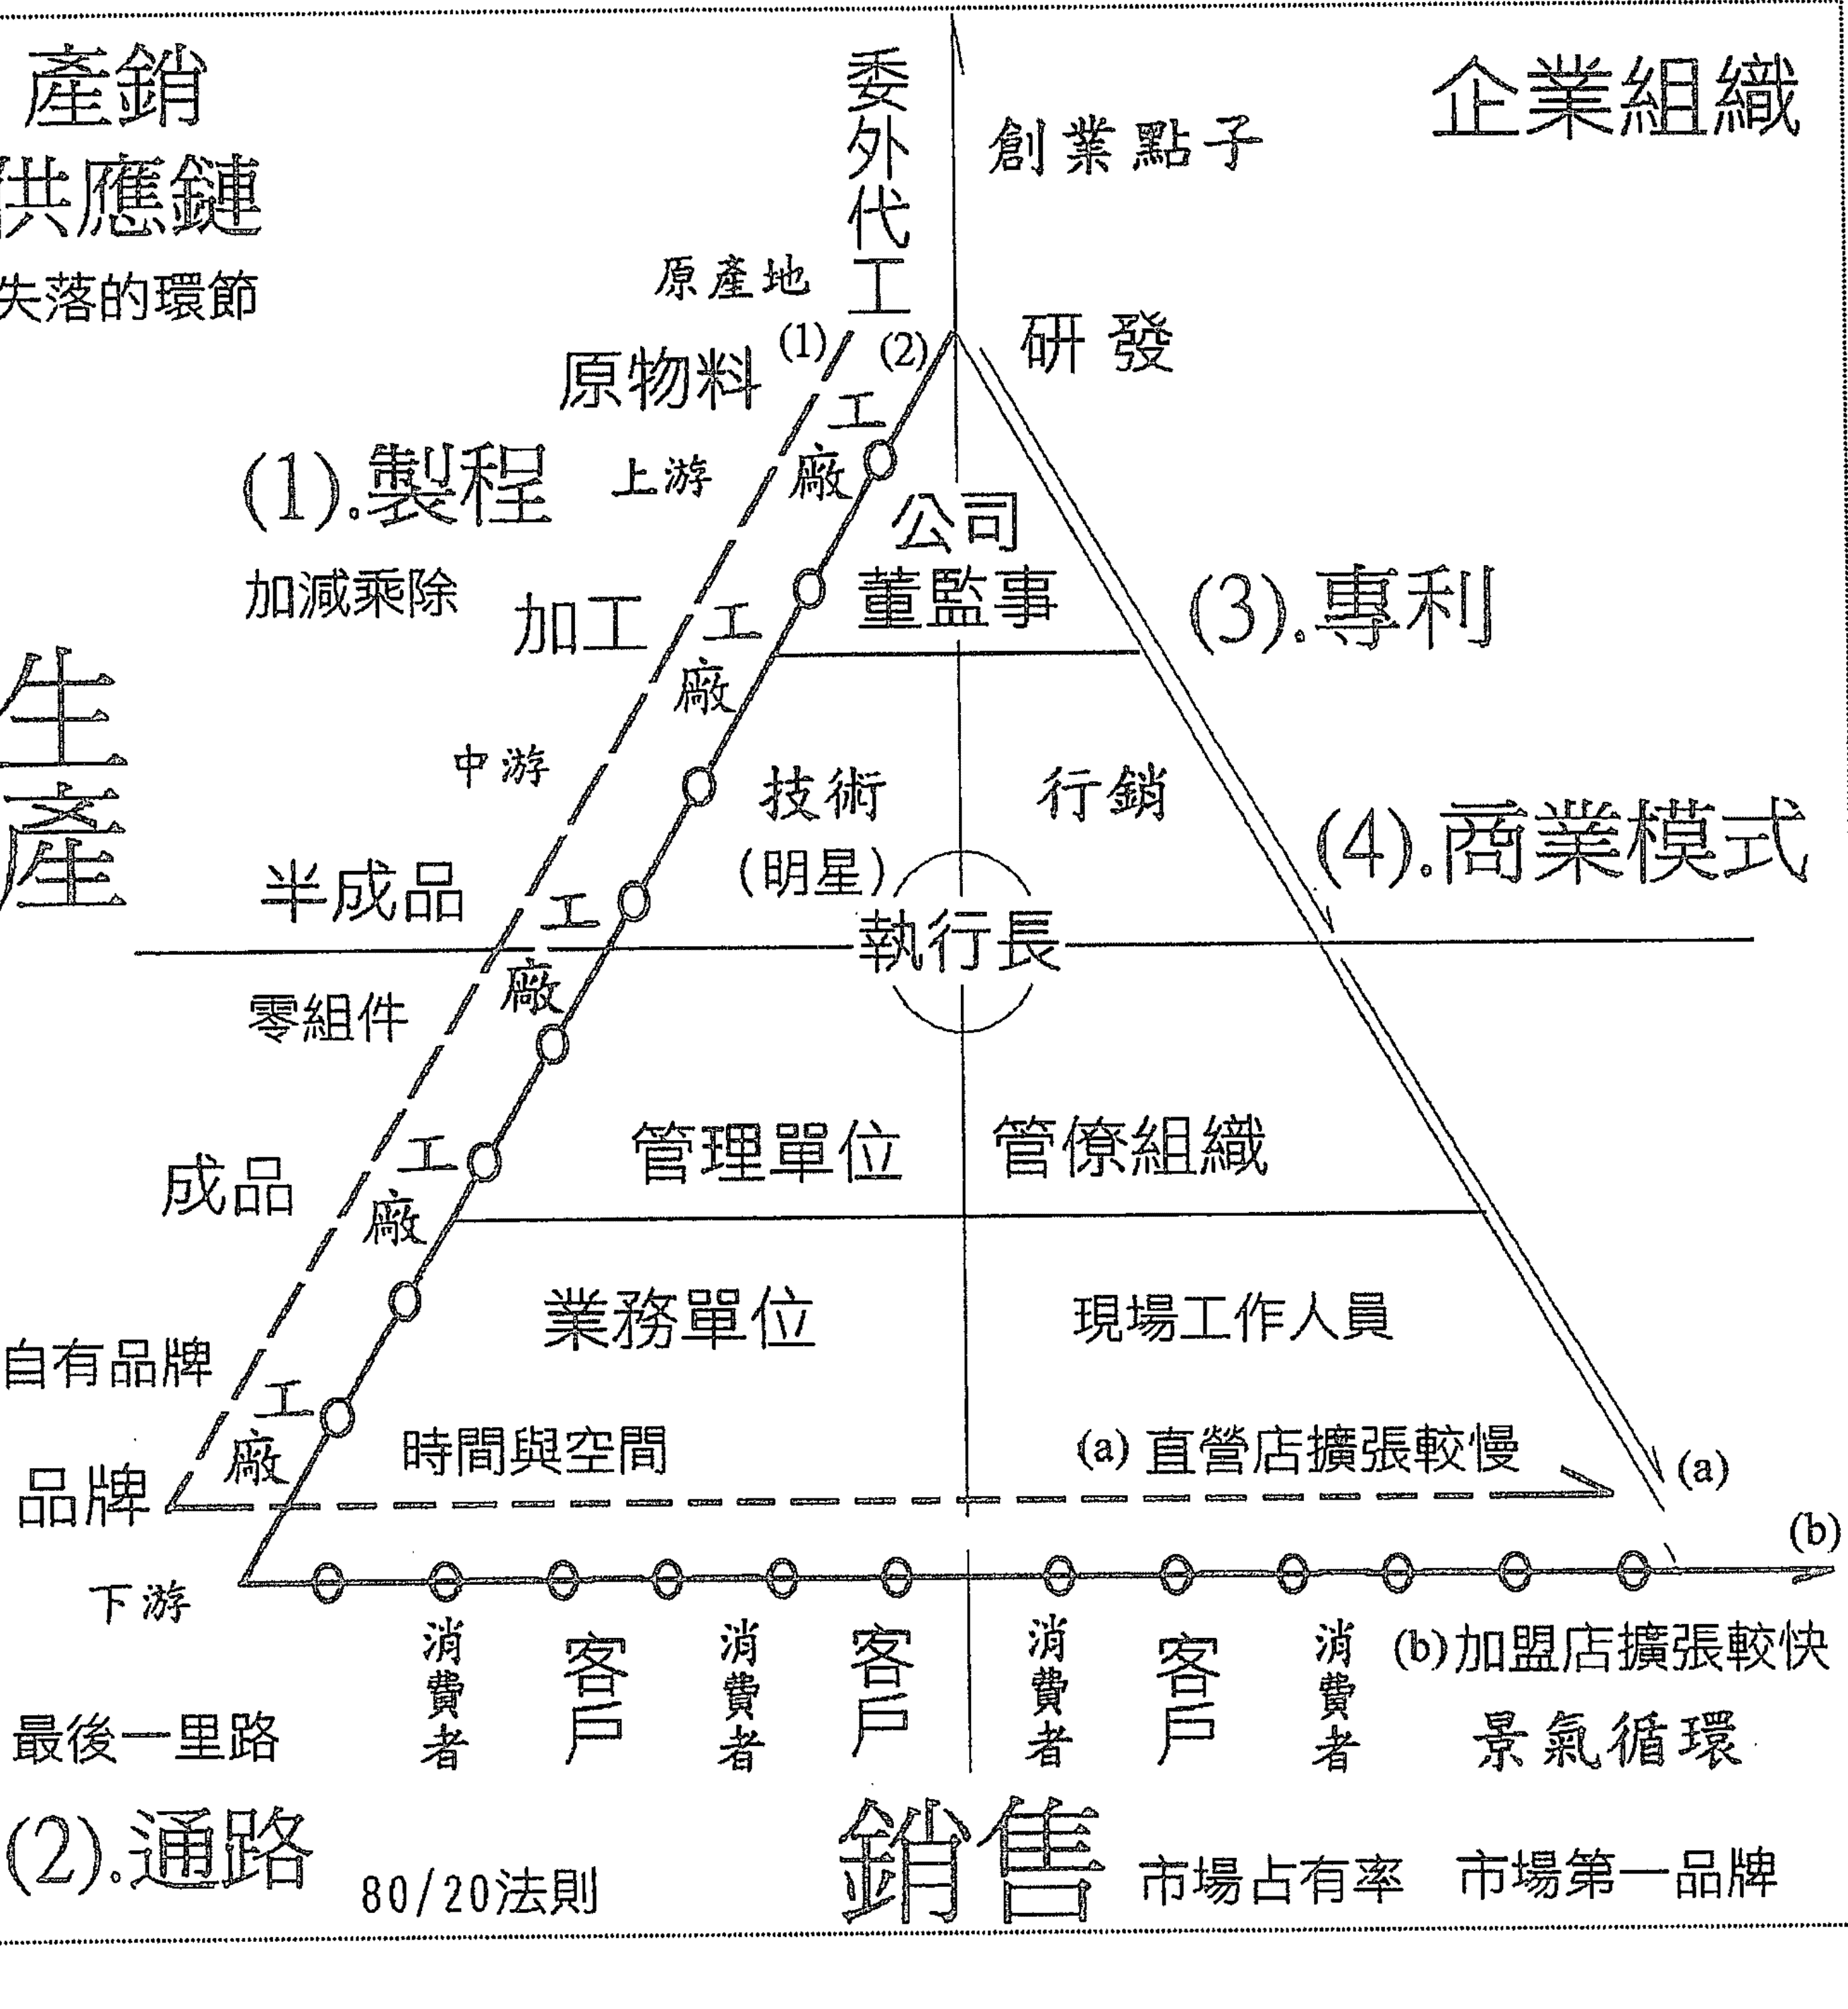 產銷
供應鏈
失落的環節
委外代工
創業點子
企業組織
原產地
(1)
(2)
研發
原物料
工廠
(1).製程
上游
公司
董監事
加減乘除
加工
工廠
(3).專利
生產
中游
技術
(明星)
行銷
(4).商業模式
半成品
工廠
執行長
零組件
成品
工廠
管理單位
管僚組織
業務單位
現場工作人員
自有品牌
工廠
品牌
時間與空間
(a)直營店擴張較慢
(a)
(b)
下游
消費者
客戶
消費者
客戶
消費者
客戶
消費者
(b)加盟店擴張較快
最後一里路
景氣循環
(2).通路
80/20法則
銷售
市場占有率
市場第一品牌